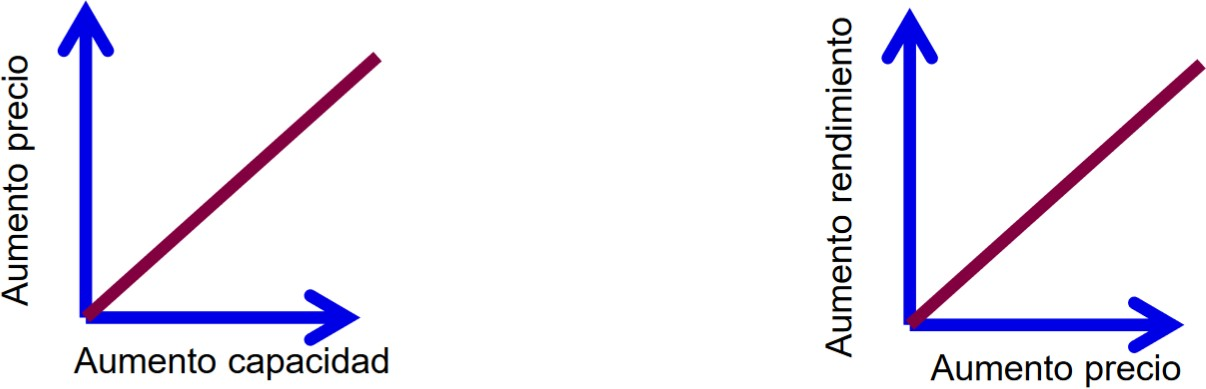 Aumento precio
Aumento capacidad
Aumento rendimiento
Aumento precio